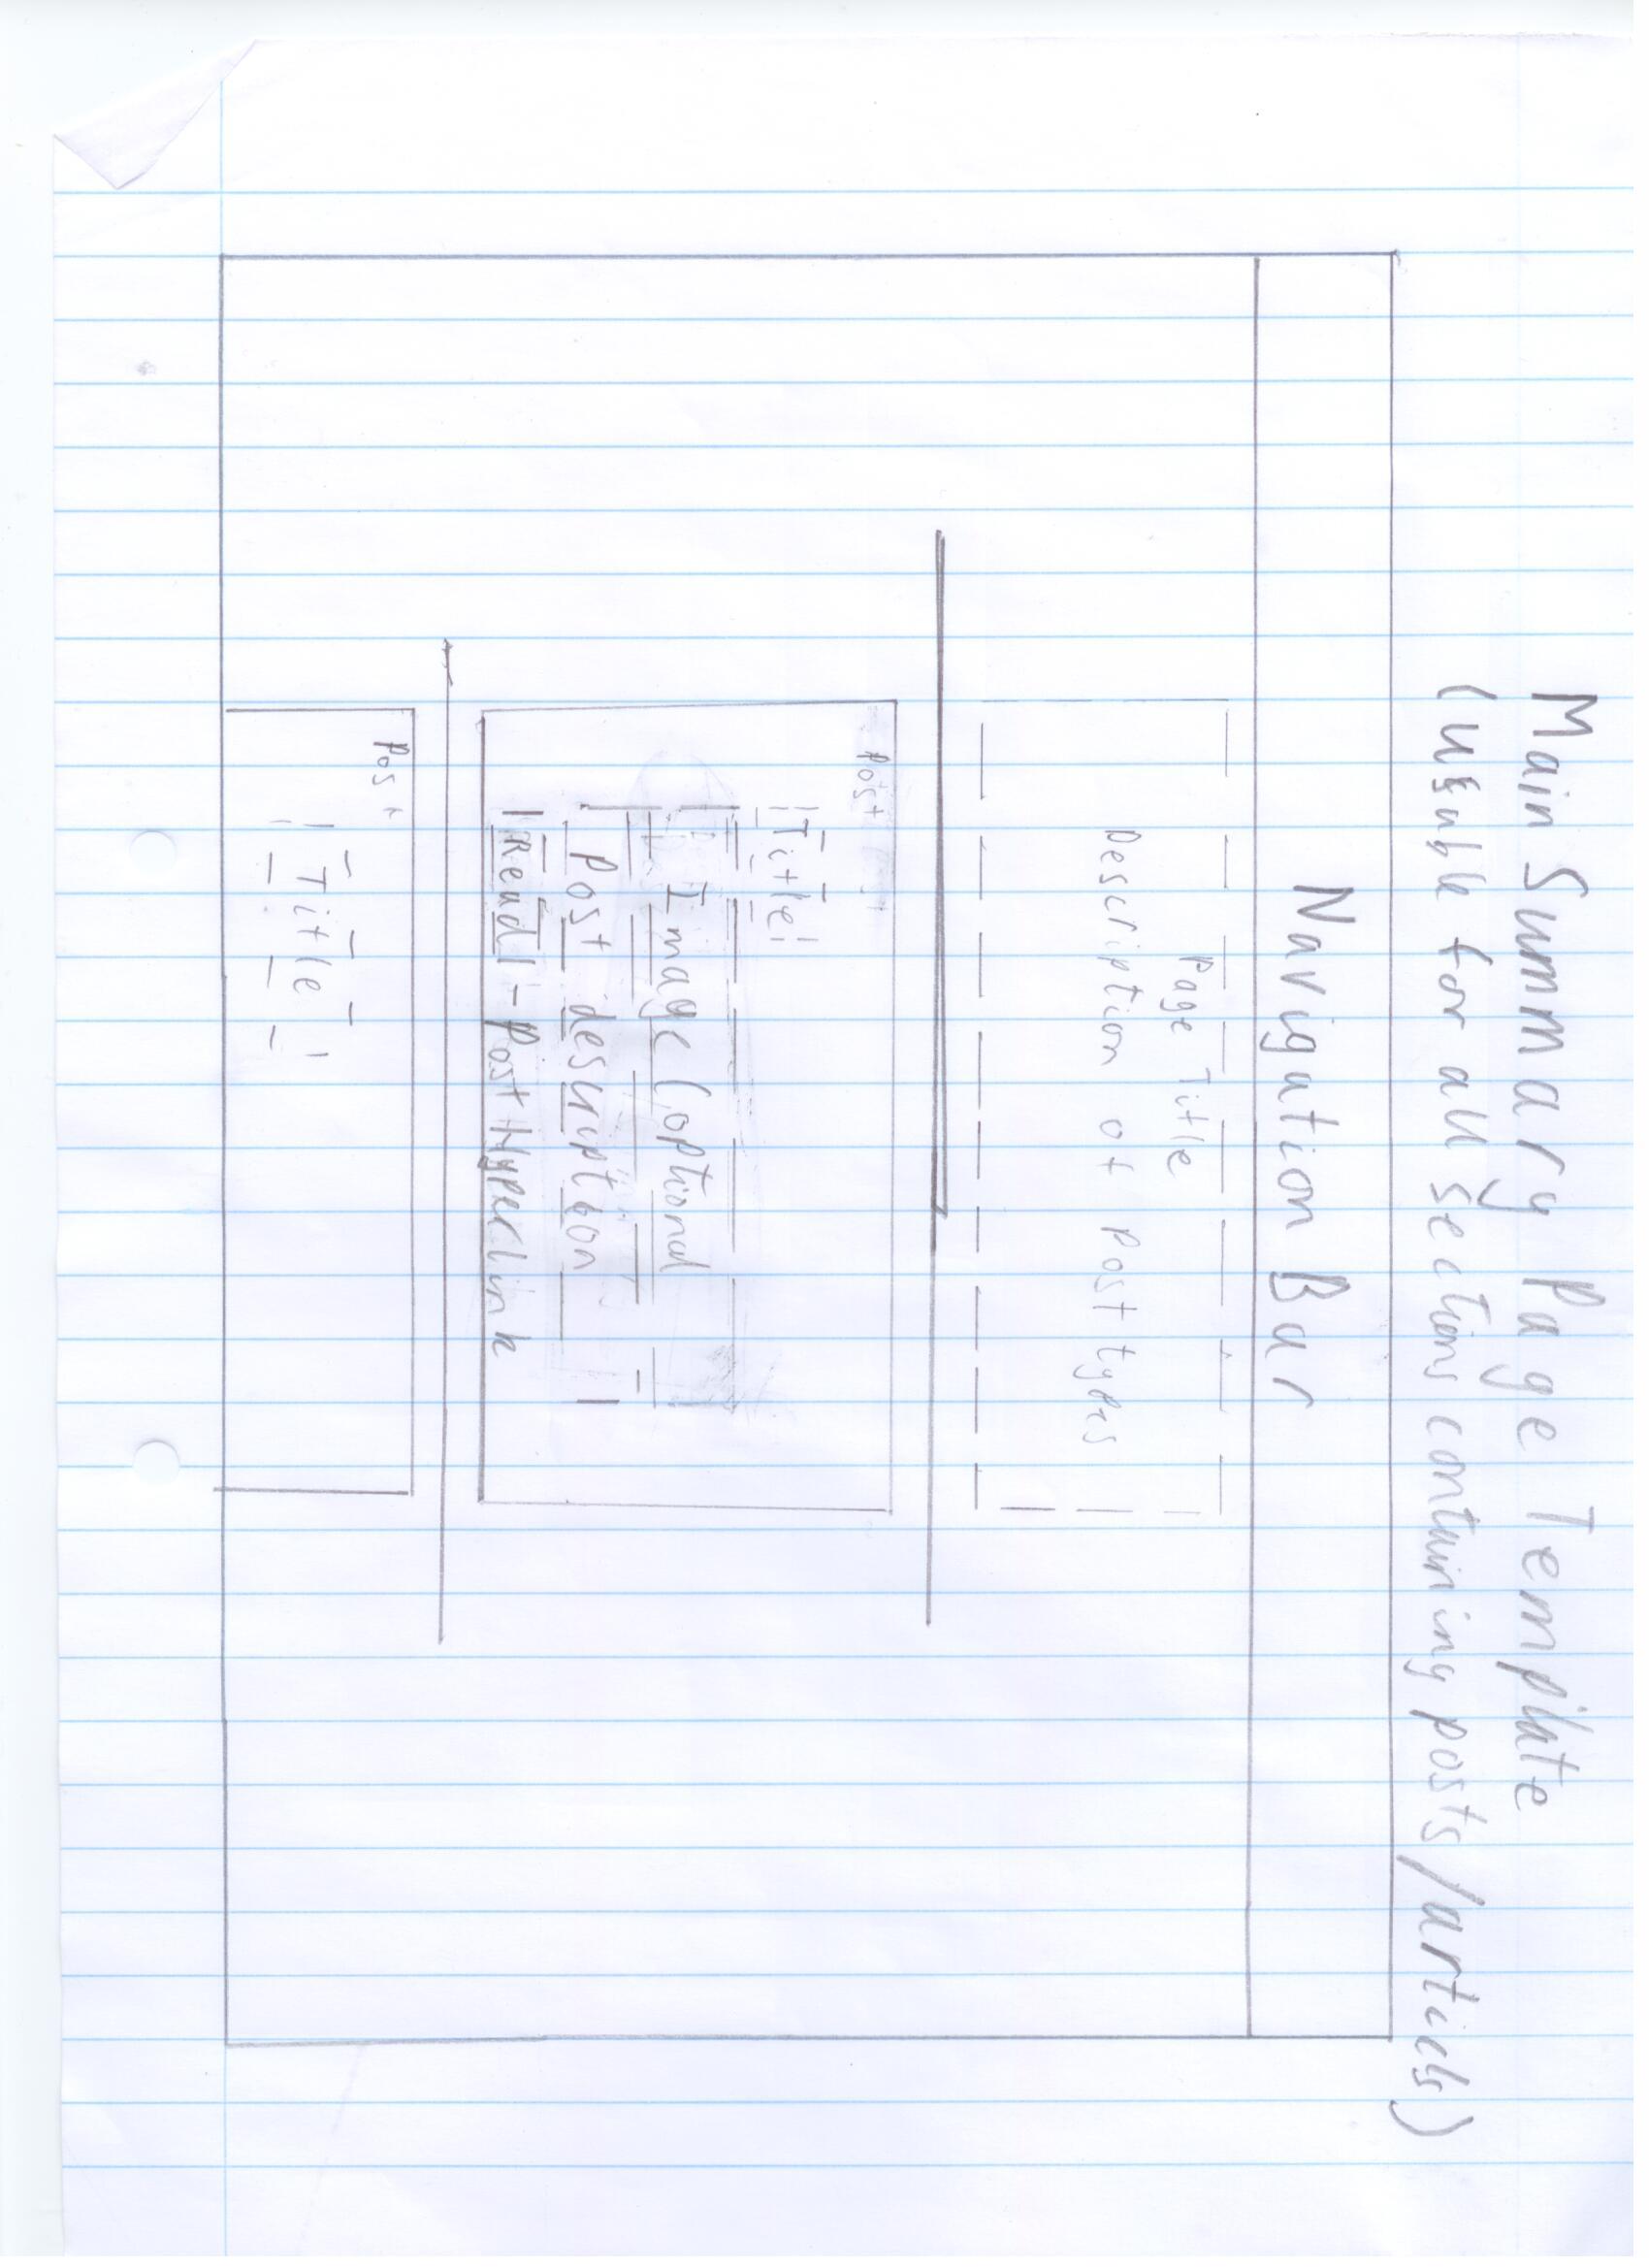 Main Summary Page Template
(Usable for all sections containing posts/articls)
Navigation Bar
Page Title
Description of post types
Post
Title
Image (optional
Post description
Read - Post Hyperlink
Post
Title